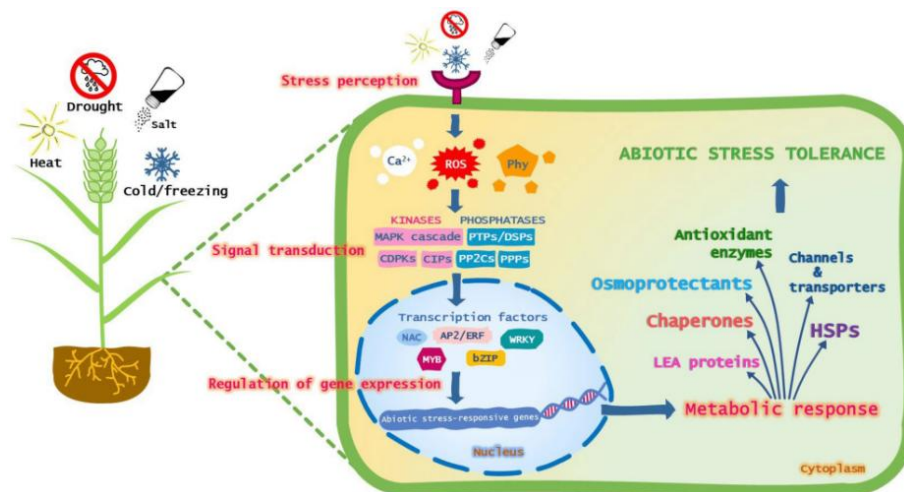 Drought
Salt
Heat
Cold/freezing
Stress perception
Ca²⁺
ROS
Phy
Signal transduction
KINASES
PHOSPHATASES
MAPK cascade
PTPs/DSPs
CDPKs
CIPs
PP2Cs
PPPs
Regulation of gene expression
Transcription factors
NAC
AP2/ERF
WRKY
MYB
bZIP
Abiotic stress-responsive genes
Nucleus
ABIOTIC STRESS TOLERANCE
Antioxidant
enzymes
Channels
&
transporters
Osmoprotectants
Chaperones
HSPs
LEA proteins
Metabolic response
Cytoplasm